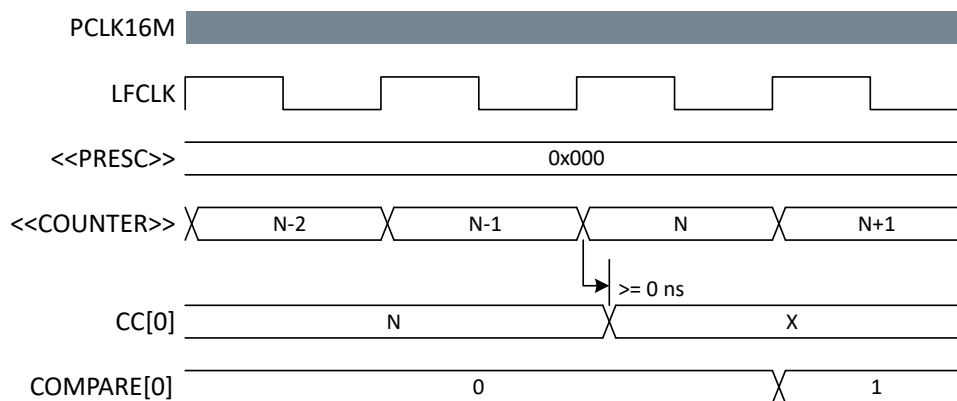 PCLK16M
LFCLK
<<PRESC>> 0x000
<<COUNTER>> N-2 N-1 N N+1
>= 0 ns
CC[0] N X
COMPARE[0] 0 1